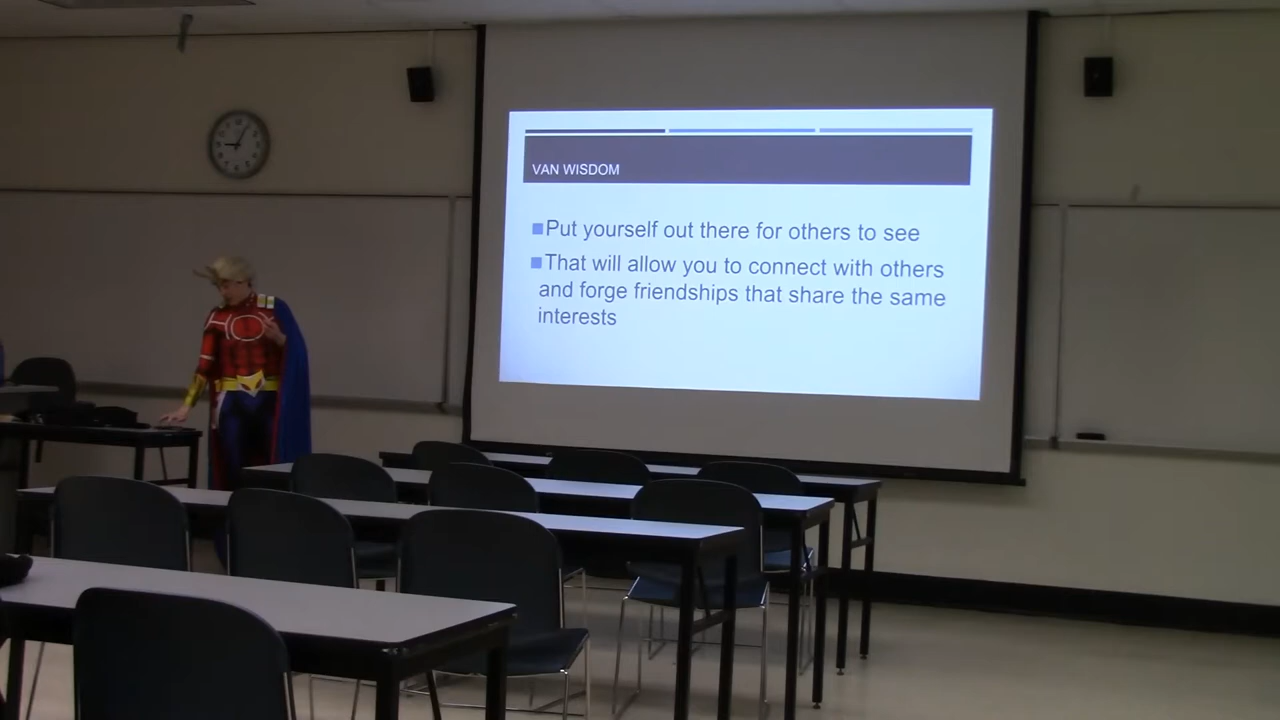 VAN WISDOM
Put yourself out there for others to see
That will allow you to connect with others
and forge friendships that share the same
interests